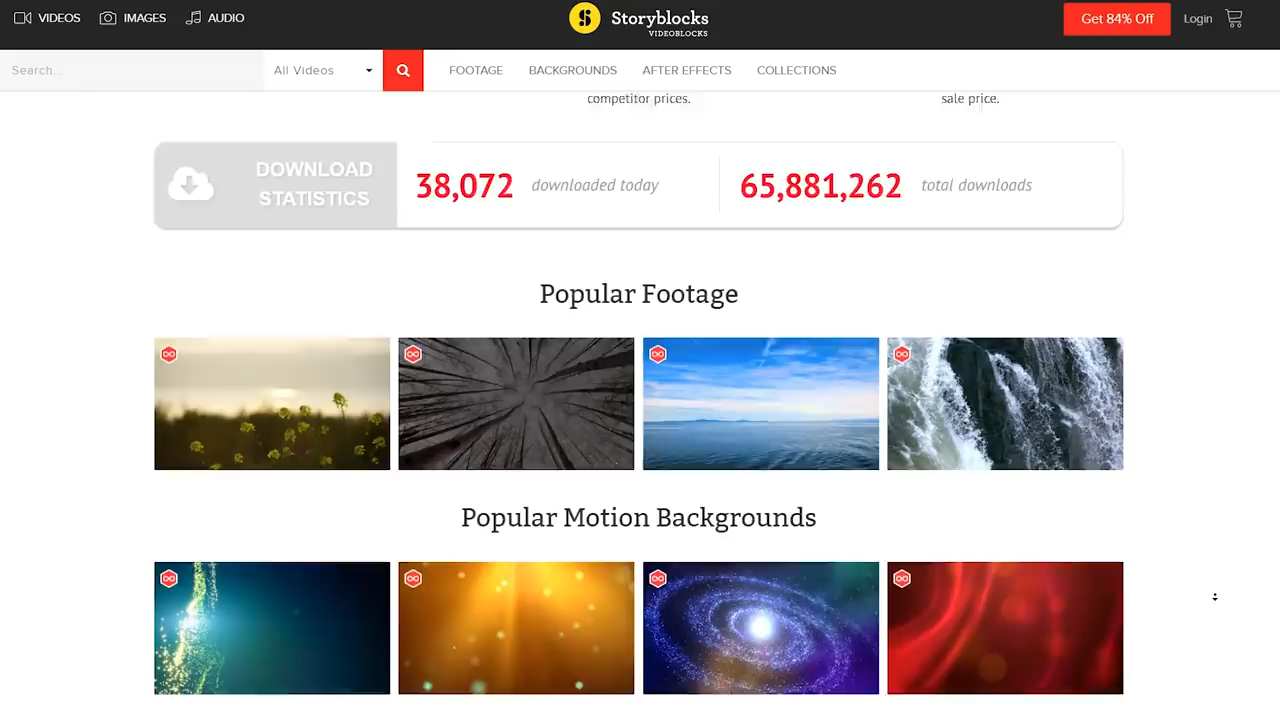 VIDEOS IMAGES AUDIO
Storyblocks
VIDEOBLOCKS
Get 84% Off Login
Search... All Videos FOOTAGE BACKGROUNDS AFTER EFFECTS COLLECTIONS
competitor prices. sale price.
DOWNLOAD
STATISTICS
38,072 downloaded today 65,881,262 total downloads
Popular Footage
Popular Motion Backgrounds